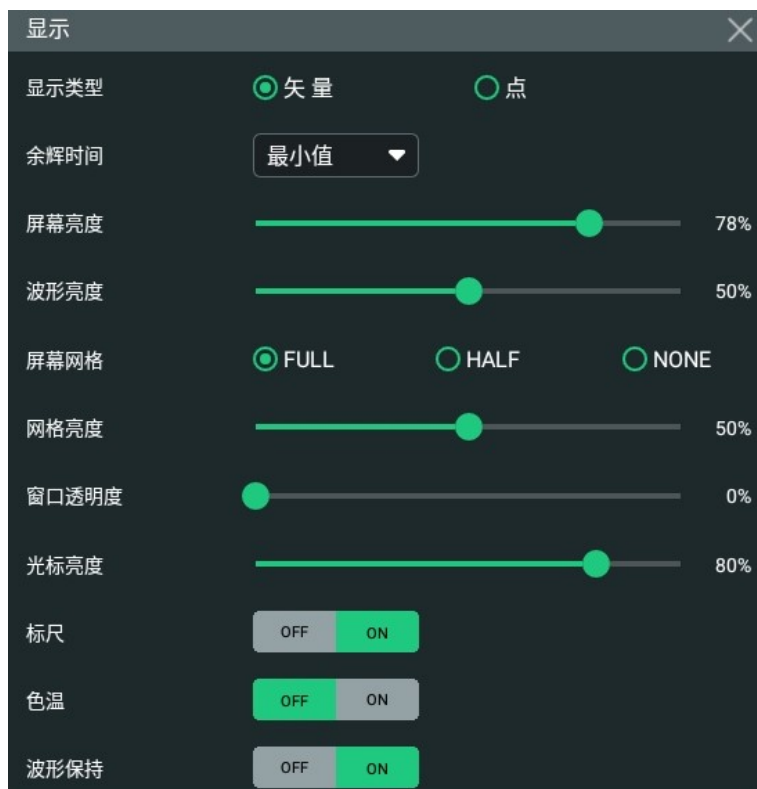 显示
显示类型 矢量 点
余辉时间 最小值
屏幕亮度 78%
波形亮度 50%
屏幕网格 FULL HALF NONE
网格亮度 50%
窗口透明度 0%
光标亮度 80%
标尺 OFF ON
色温 OFF ON
波形保持 OFF ON